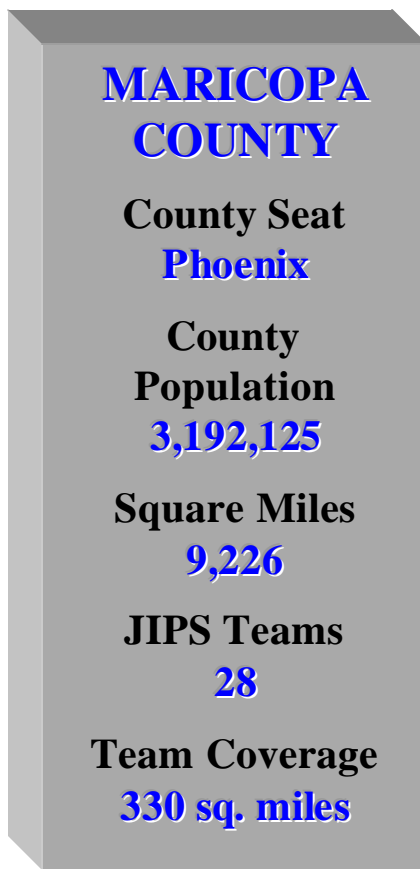 MARICOPA
COUNTY
County Seat
Phoenix
County
Population
3,192,125
Square Miles
9,226
JIPS Teams
28
Team Coverage
330 sq. miles